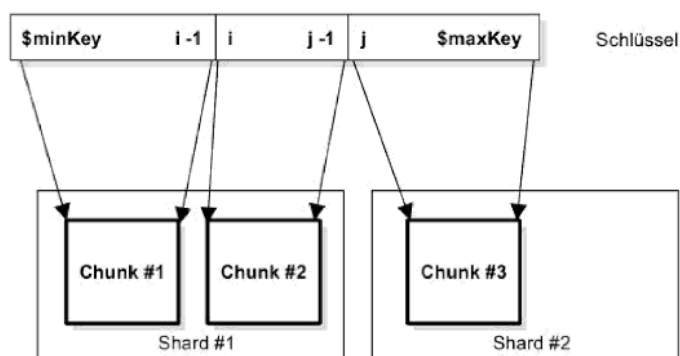 $minKey i -1 i j -1 j $maxKey Schlüssel
Chunk #1 Chunk #2 Chunk #3
Shard #1 Shard #2